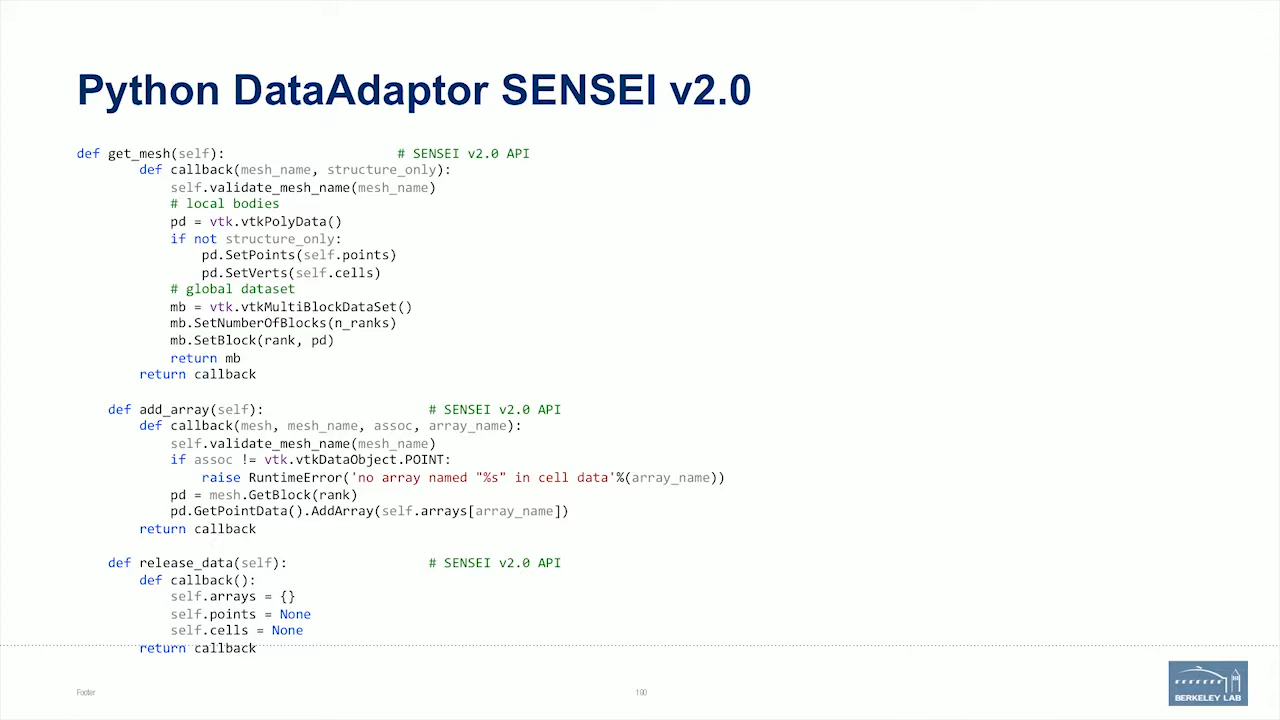 Python DataAdaptor SENSEI v2.0
def get_mesh(self): # SENSEI v2.0 API
def callback(mesh_name, structure_only):
self.validate_mesh_name(mesh_name)
# local bodies
pd = vtk.vtkPolyData()
if not structure_only:
pd.SetPoints(self.points)
pd.SetVerts(self.cells)
# global dataset
mb = vtk.vtkMultiBlockDataSet()
mb.SetNumberOfBlocks(n_ranks)
mb.SetBlock(rank, pd)
return mb
return callback
def add_array(self): # SENSEI v2.0 API
def callback(mesh, mesh_name, assoc, array_name):
self.validate_mesh_name(mesh_name)
if assoc != vtk.vtkDataObject.POINT:
raise RuntimeError('no array named "%s" in cell data'%(array_name))
pd = mesh.GetBlock(rank)
pd.GetPointData().AddArray(self.arrays[array_name])
return callback
def release_data(self): # SENSEI v2.0 API
def callback():
self.arrays = {}
self.points = None
self.cells = None
return callback
Footer
190
BERKELEY LAB